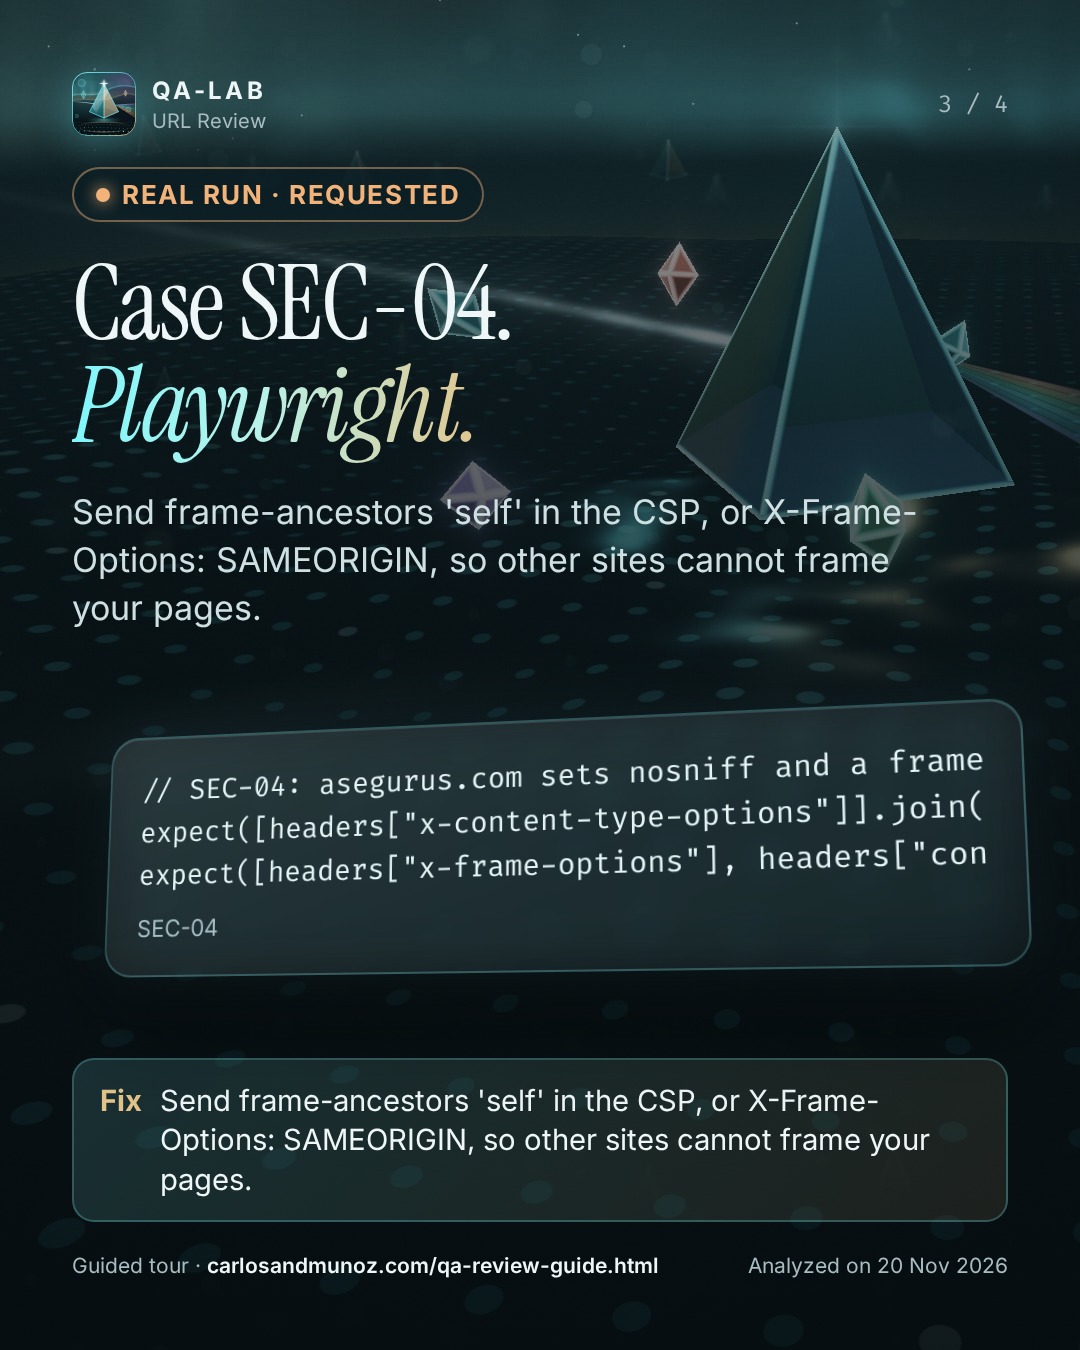 QA-LAB
URL Review
3 / 4
REAL RUN · REQUESTED
Case SEC-04.
Playwright.
Send frame-ancestors 'self' in the CSP, or X-Frame-
Options: SAMEORIGIN, so other sites cannot frame
your pages.
// SEC-04: asegurus.com sets nosniff and a frame
expect([headers["x-content-type-options"]].join(
expect([headers["x-frame-options"], headers["con
SEC-04
Fix Send frame-ancestors 'self' in the CSP, or X-Frame-
Options: SAMEORIGIN, so other sites cannot frame your
pages.
Guided tour · carlosandmunoz.com/qa-review-guide.html
Analyzed on 20 Nov 2026